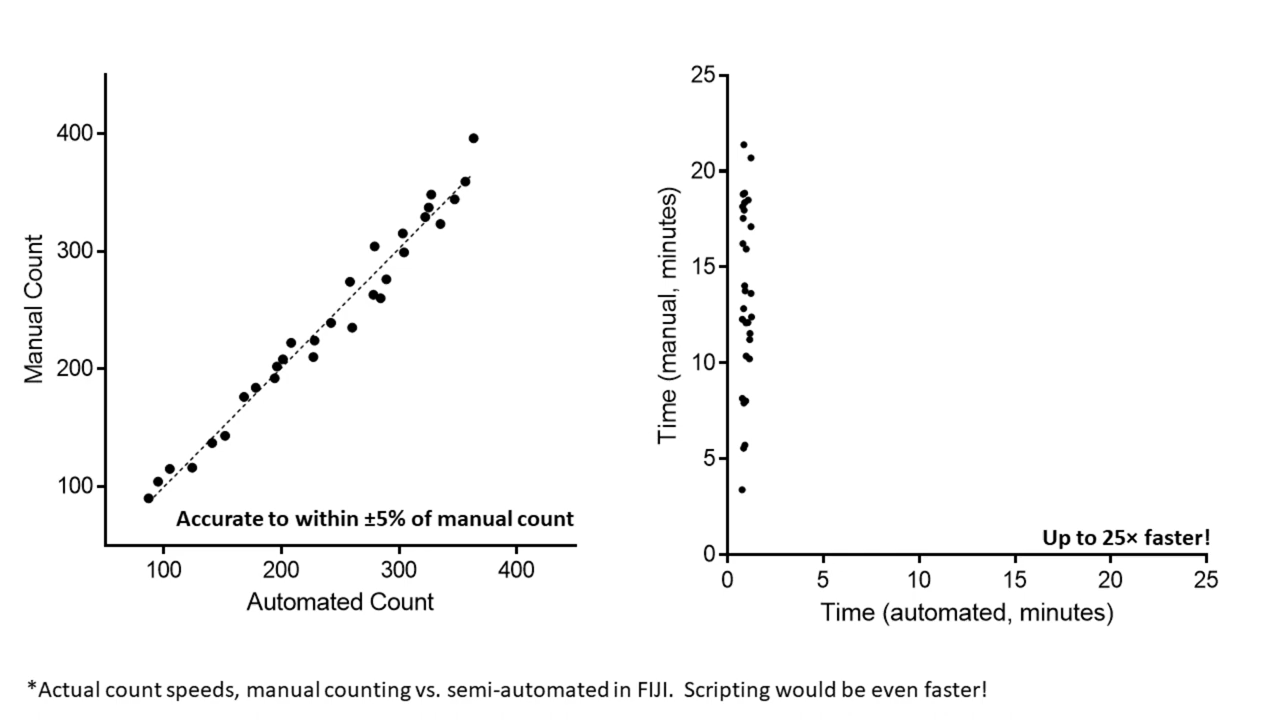 400
300
200
100
Manual Count
Accurate to within ±5% of manual count
100 200 300 400
Automated Count
25
20
15
10
5
0
Time (manual, minutes)
Up to 25× faster!
0 5 10 15 20 25
Time (automated, minutes)
*Actual count speeds, manual counting vs. semi-automated in FIJI.  Scripting would be even faster!